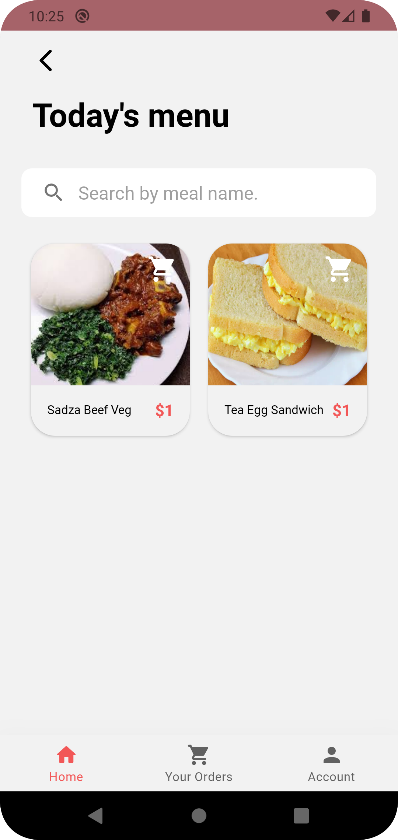 10:25
Today's menu
Search by meal name.
Sadza Beef Veg $1
Tea Egg Sandwich $1
Home Your Orders Account